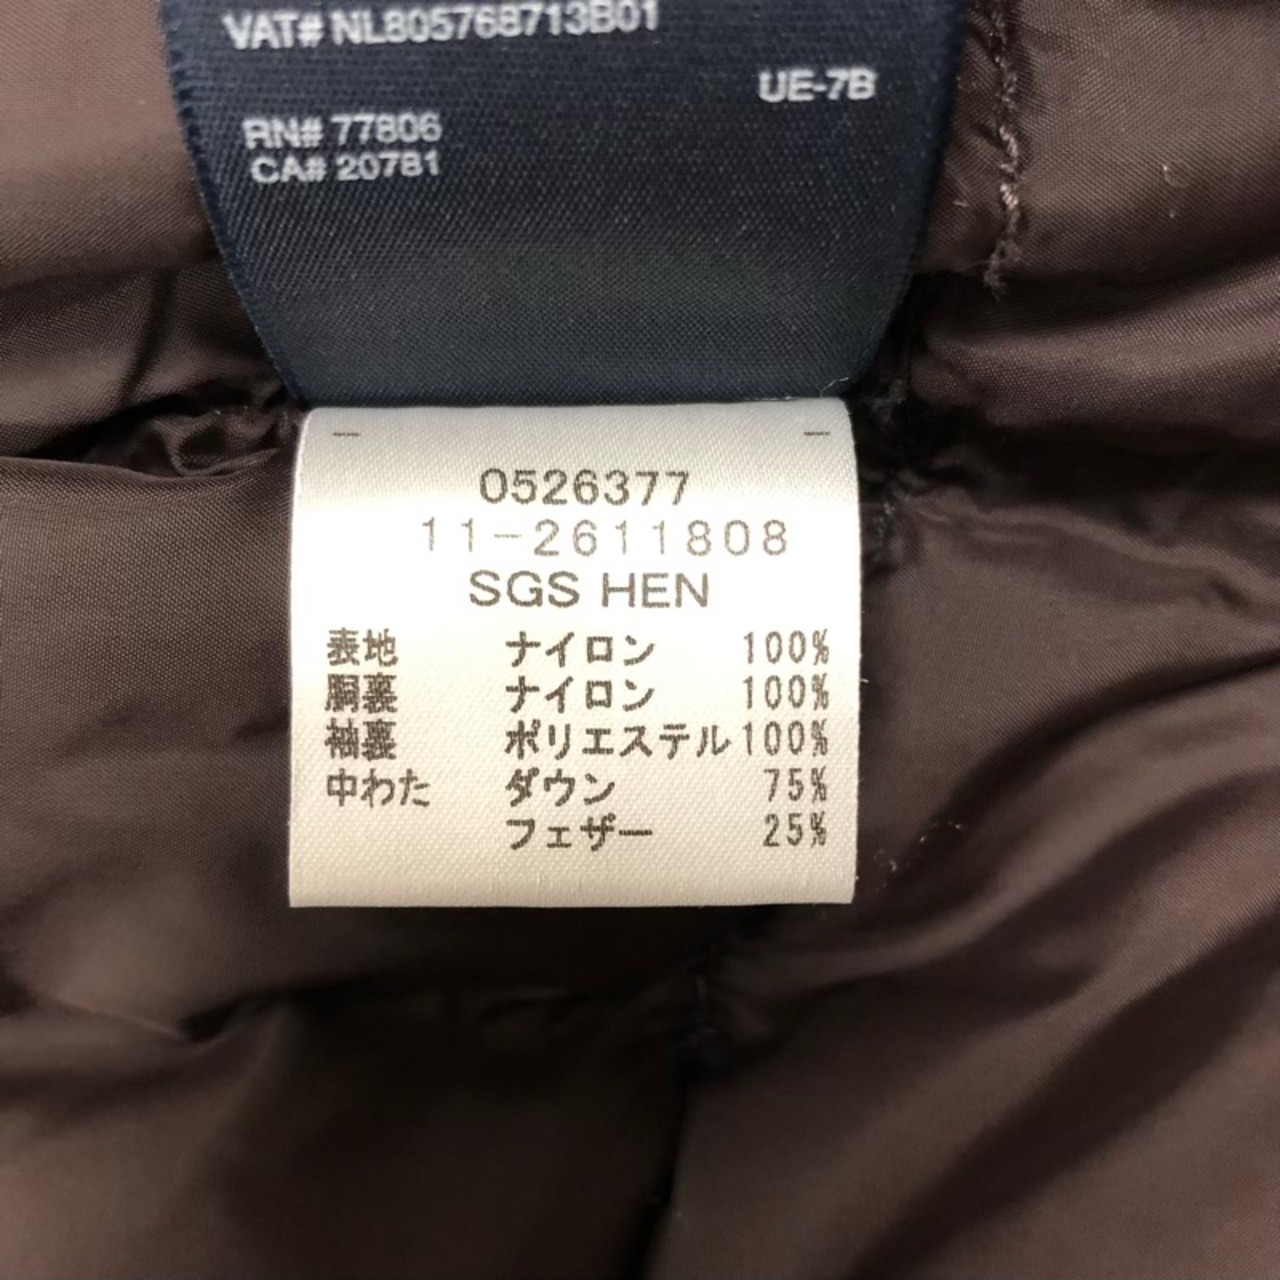 VAT# NL805768713B01
UE-7B
RN# 77806
CA# 20781
0526377
11-2611808
SGS HEN
表地 ナイロン 100%
胴裏 ナイロン 100%
袖裏 ポリエステル 100%
中わた ダウン 75%
フェザー 25%